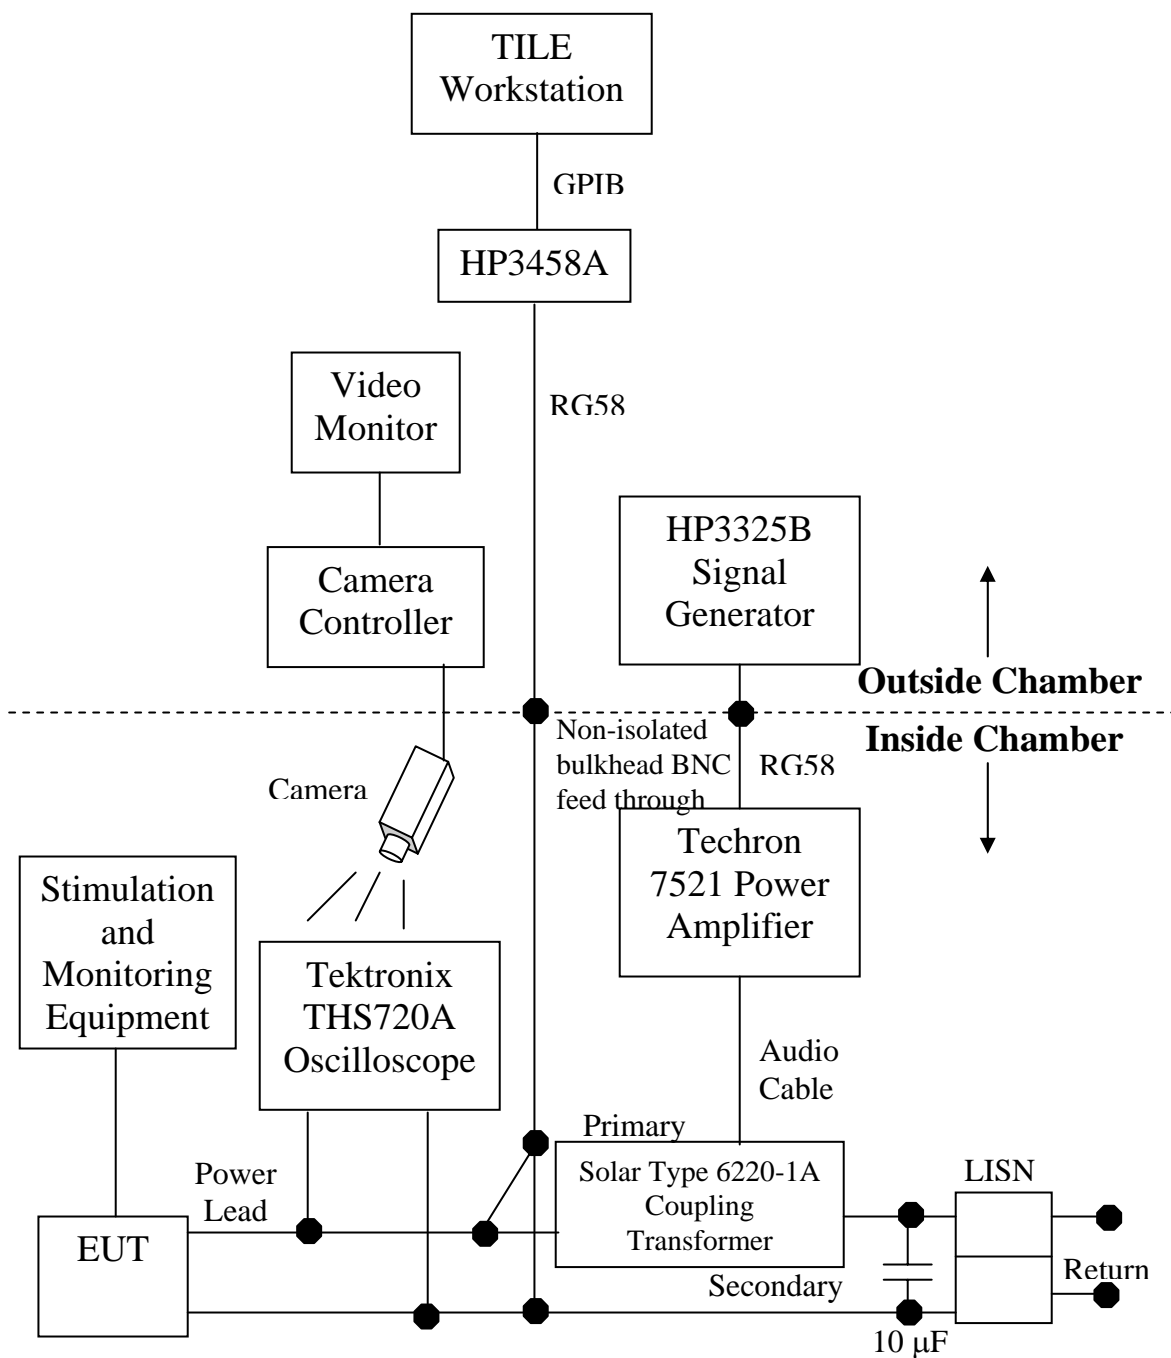 TILE
Workstation
GPIB
HP3458A
Video
Monitor
RG58
HP3325B
Signal
Generator
Camera
Controller
Outside Chamber
Inside Chamber
Non-isolated
bulkhead BNC
feed through
RG58
Camera
Techron
7521 Power
Amplifier
Stimulation
and
Monitoring
Equipment
Tektronix
THS720A
Oscilloscope
Audio
Cable
Primary
Solar Type 6220-1A
Coupling
Transformer
LISN
Power
Lead
EUT
Secondary
Return
10 μF